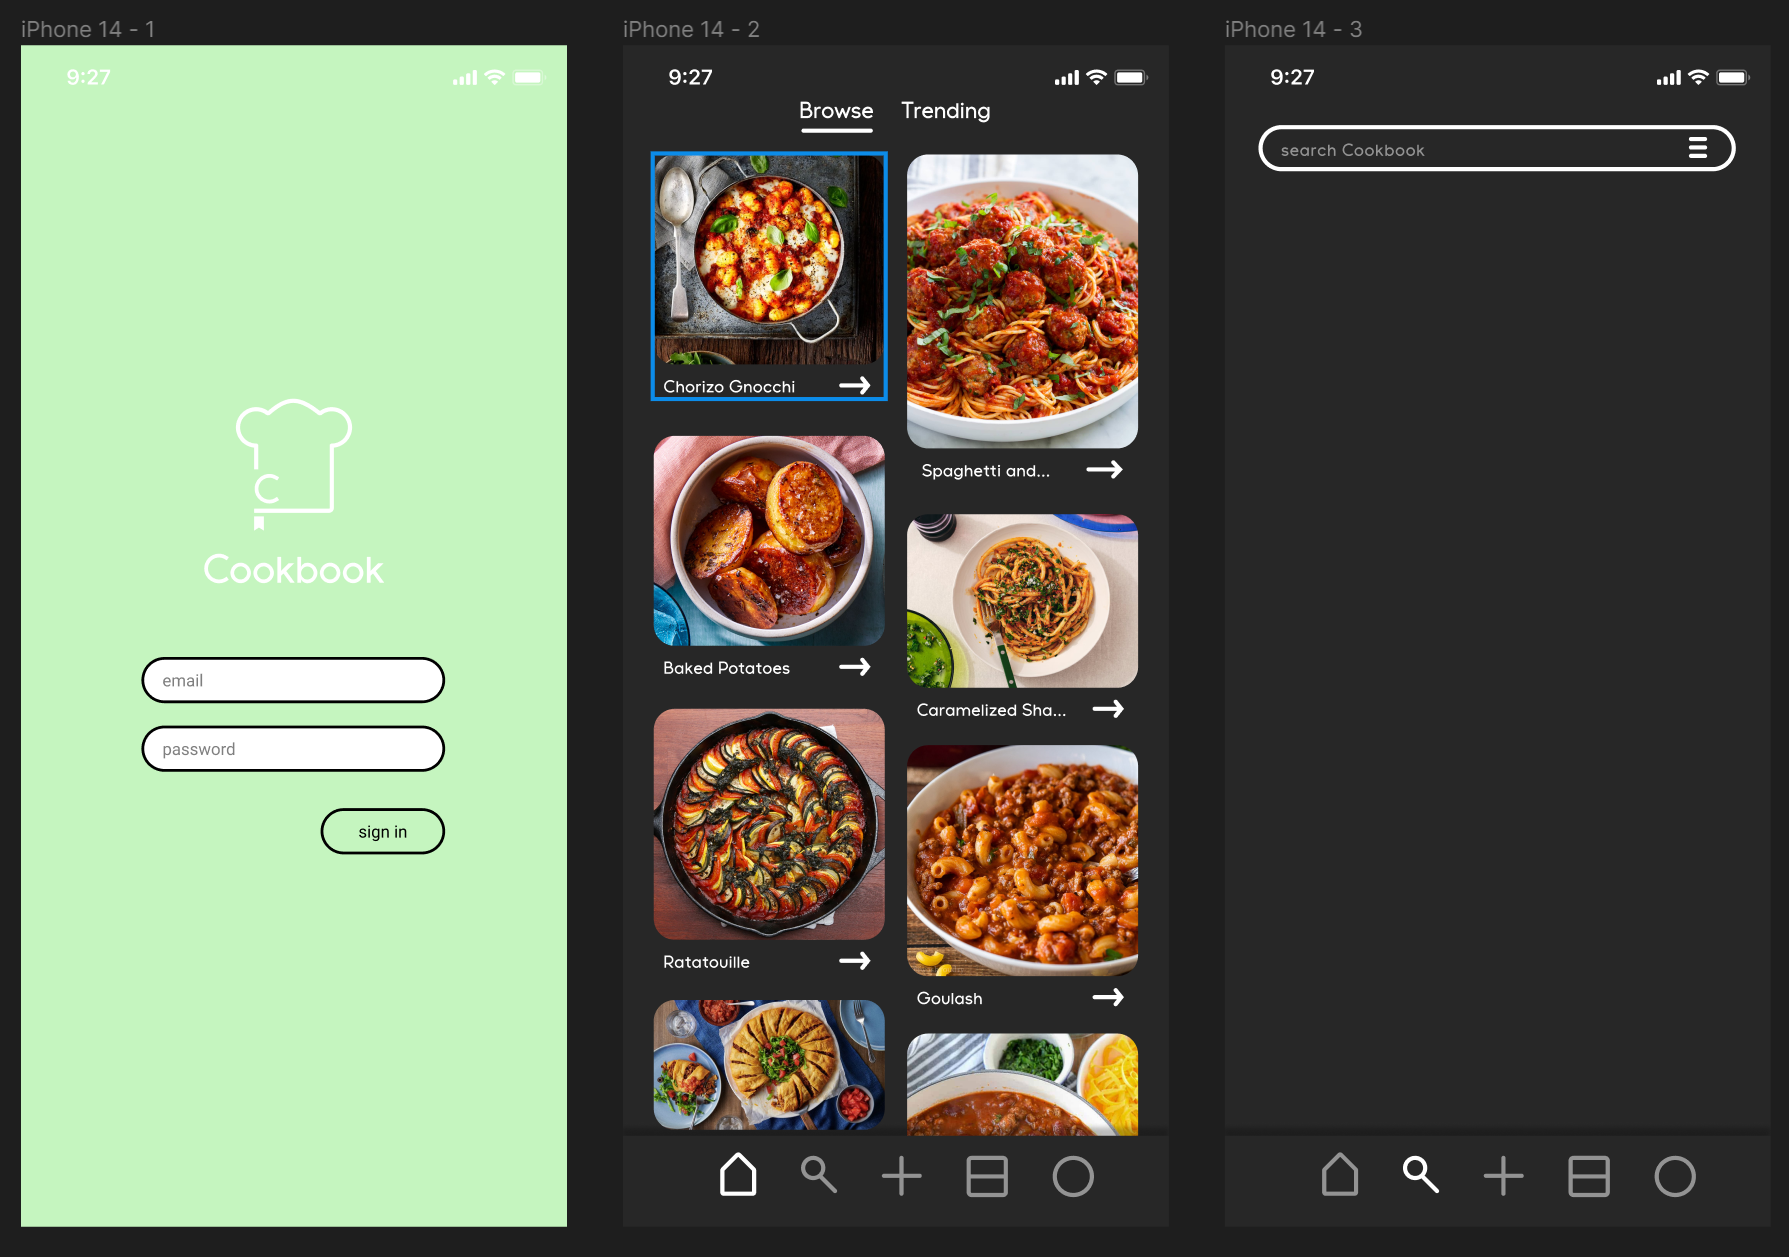 iPhone 14 - 1
9:27
C
Cookbook
email
password
sign in
iPhone 14 - 2
9:27
Browse Trending
Chorizo Gnocchi
Spaghetti and...
Baked Potatoes
Caramelized Sha...
Ratatouille
Goulash
iPhone 14 - 3
9:27
search Cookbook